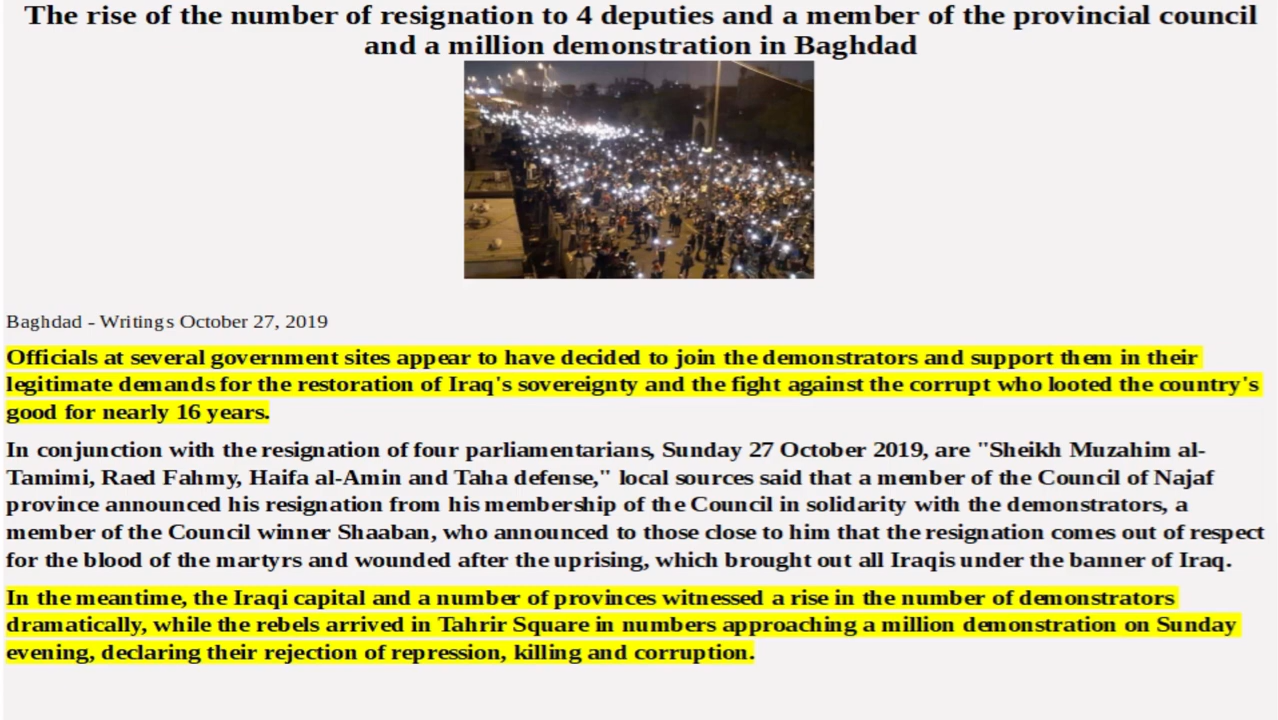 The rise of the number of resignation to 4 deputies and a member of the provincial council
and a million demonstration in Baghdad
Baghdad - Writings October 27, 2019
Officials at several government sites appear to have decided to join the demonstrators and support them in their
legitimate demands for the restoration of Iraq's sovereignty and the fight against the corrupt who looted the country's
good for nearly 16 years.
In conjunction with the resignation of four parliamentarians, Sunday 27 October 2019, are "Sheikh Muzahim al-
Tamimi, Raed Fahmy, Haifa al-Amin and Taha defense," local sources said that a member of the Council of Najaf
province announced his resignation from his membership of the Council in solidarity with the demonstrators, a
member of the Council winner Shaaban, who announced to those close to him that the resignation comes out of respect
for the blood of the martyrs and wounded after the uprising, which brought out all Iraqis under the banner of Iraq.
In the meantime, the Iraqi capital and a number of provinces witnessed a rise in the number of demonstrators
dramatically, while the rebels arrived in Tahrir Square in numbers approaching a million demonstration on Sunday
evening, declaring their rejection of repression, killing and corruption.